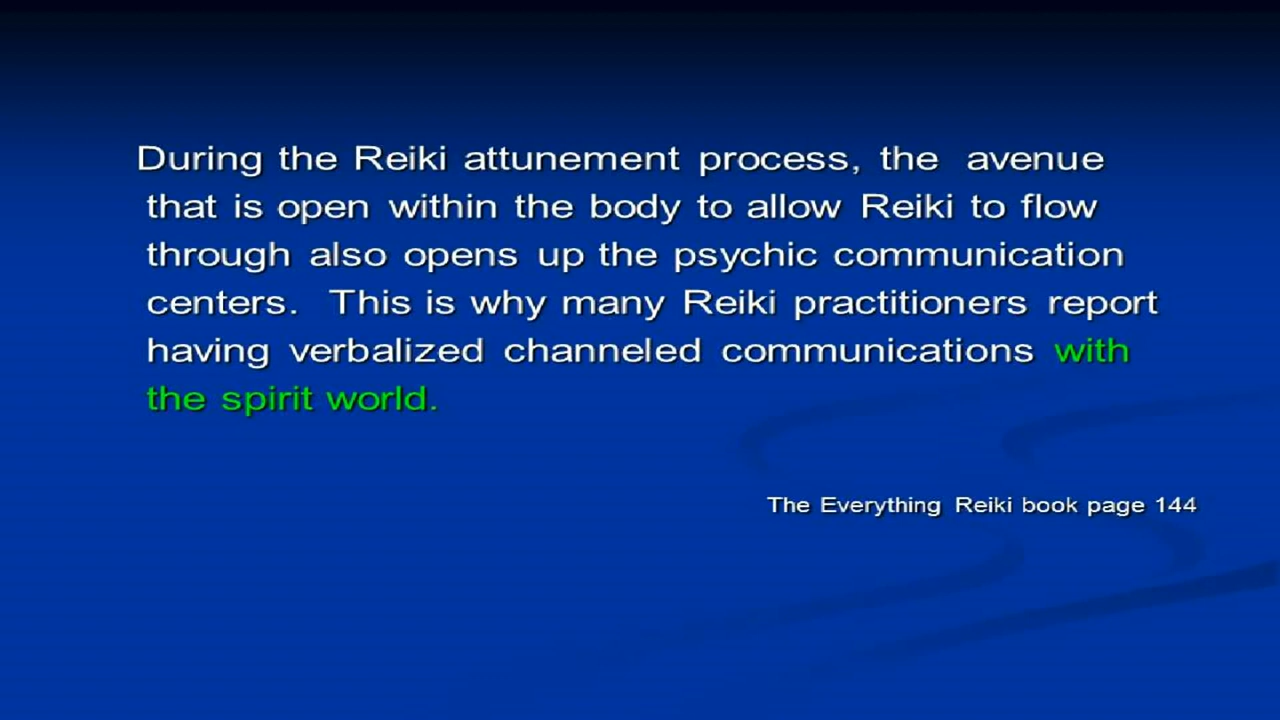 During the Reiki attunement process, the avenue
that is open within the body to allow Reiki to flow
through also opens up the psychic communication
centers. This is why many Reiki practitioners report
having verbalized channeled communications with
the spirit world.
The Everything Reiki book page 144